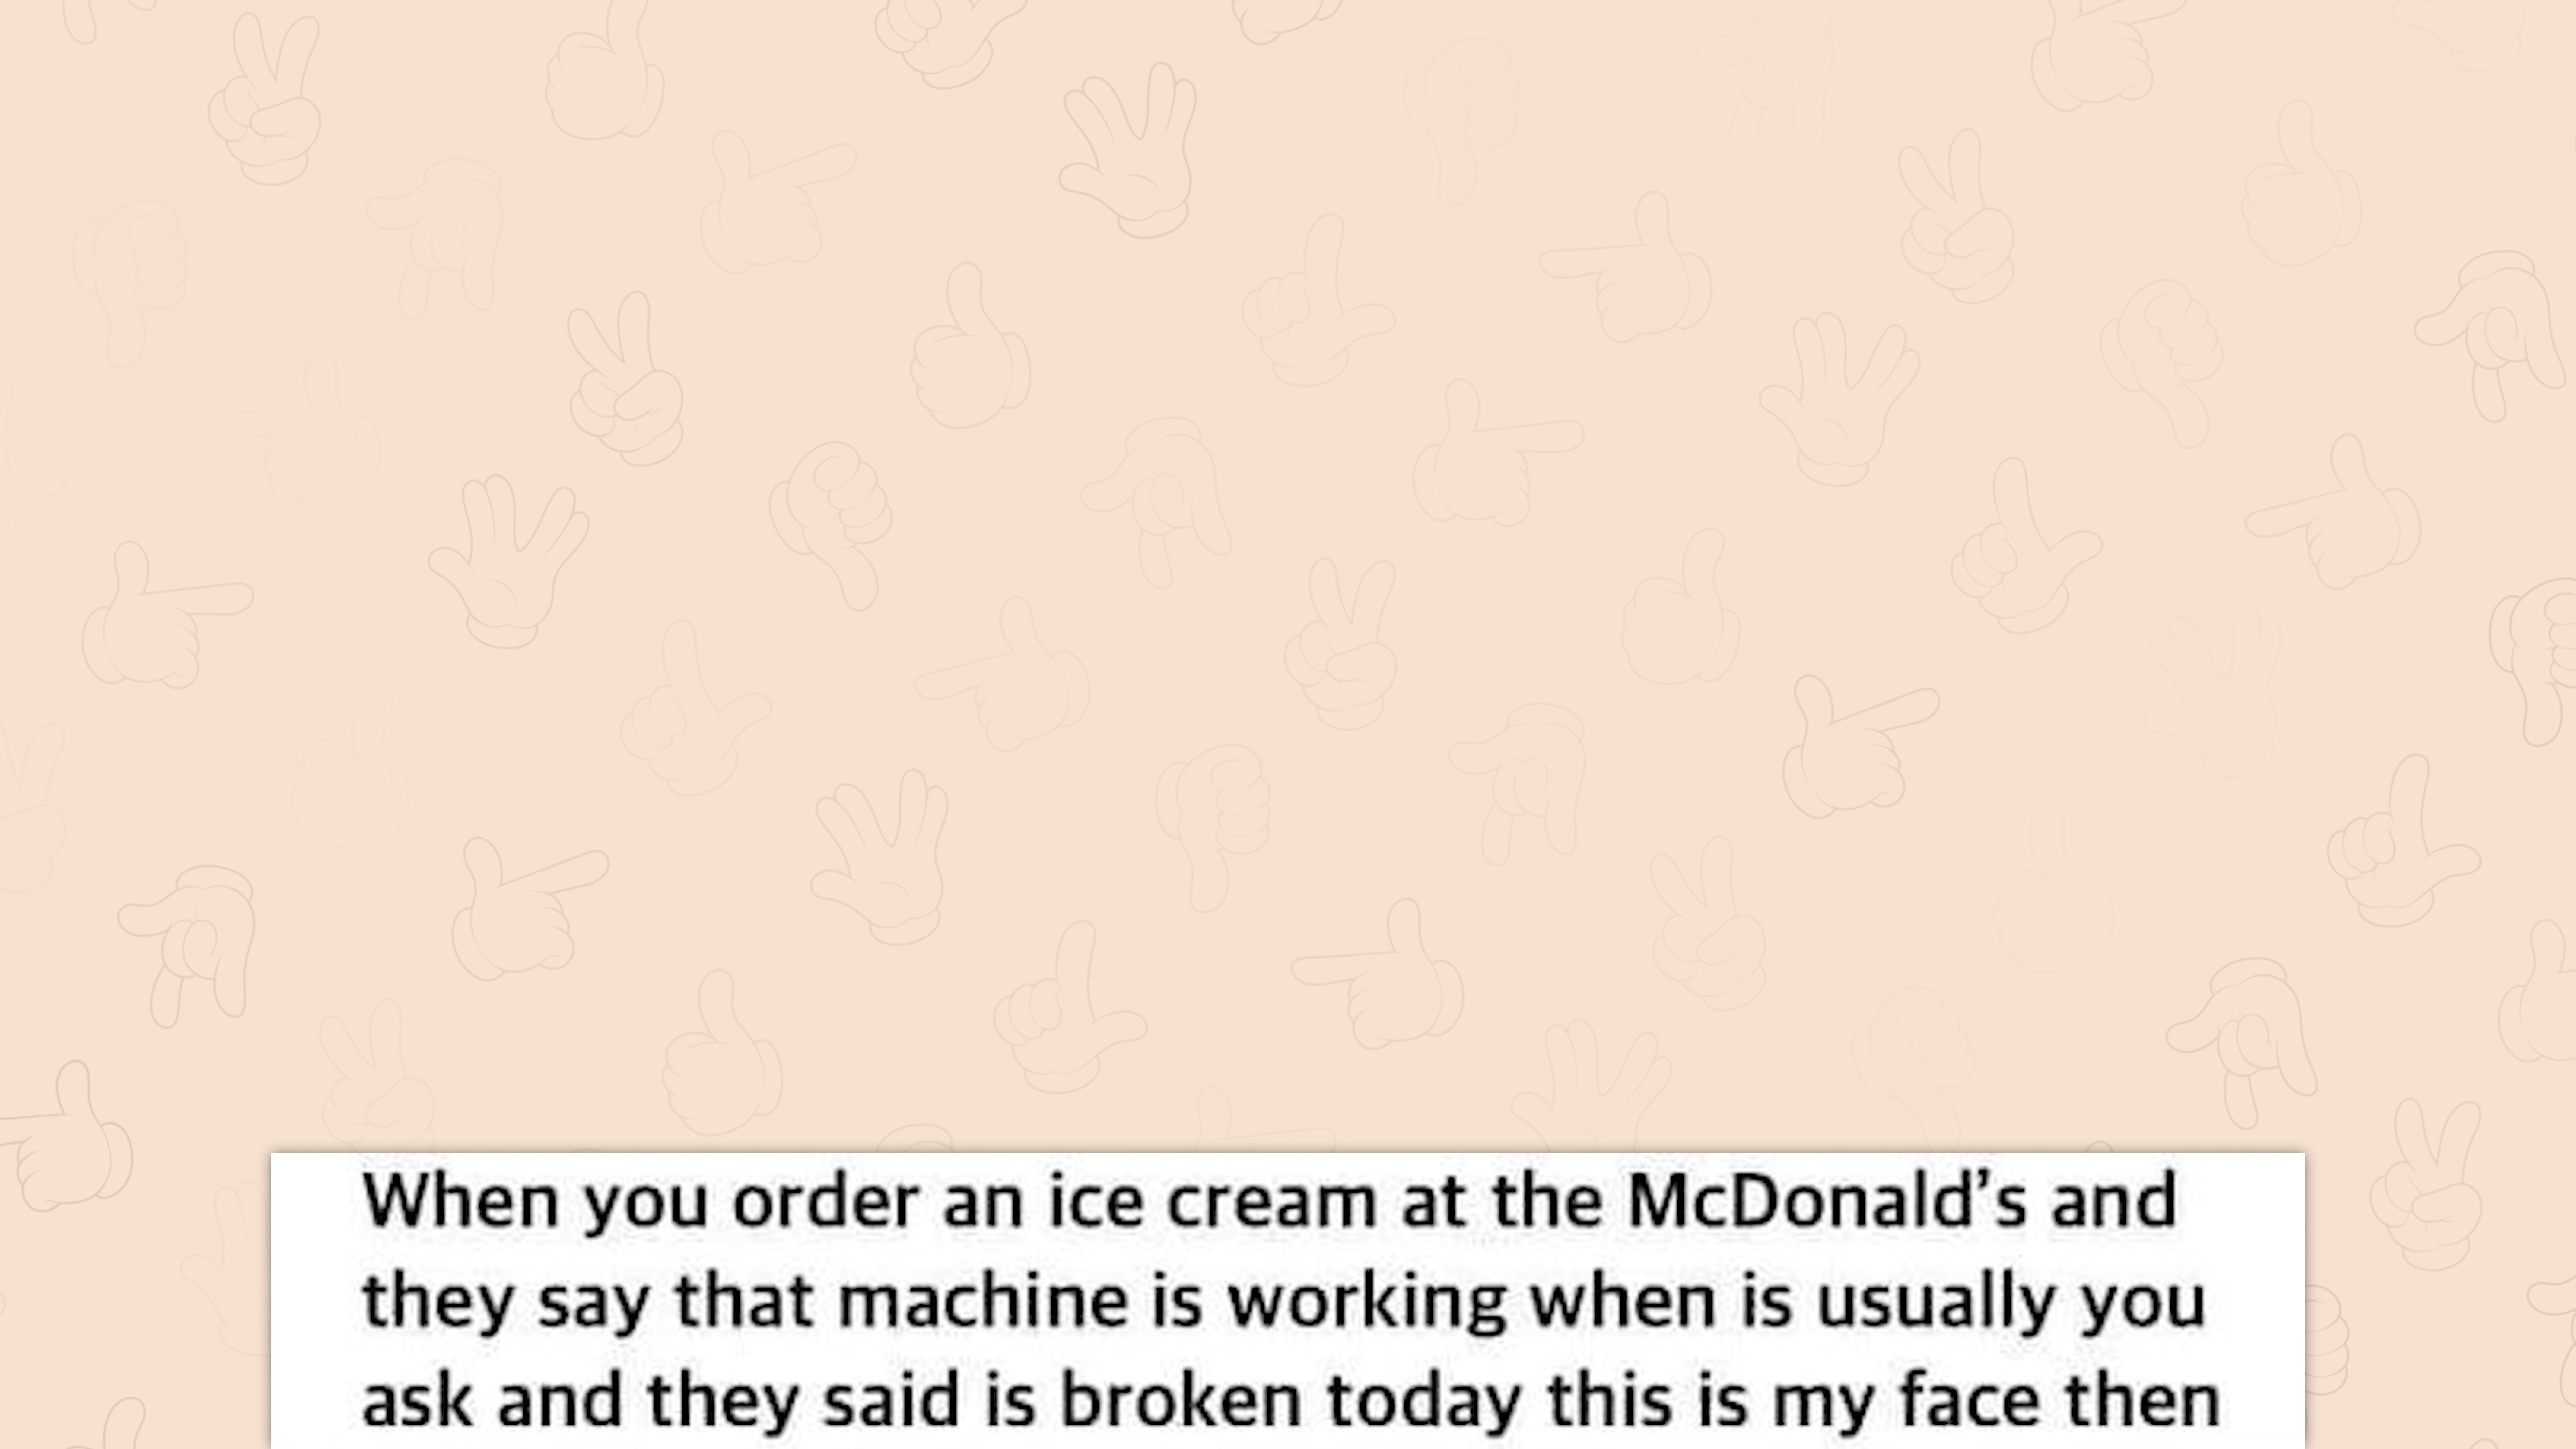 When you order an ice cream at the McDonald’s and
they say that machine is working when is usually you
ask and they said is broken today this is my face then